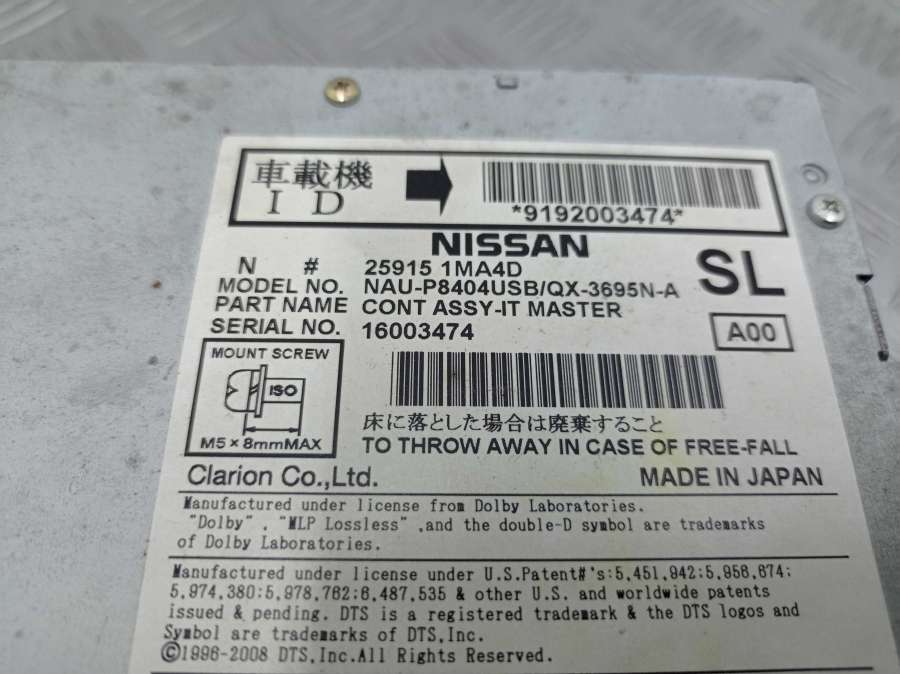 車載機
I D
*9192003474*
NISSAN
SL
N # 25915 1MA4D
MODEL NO. NAU-P8404USB/QX-3695N-A
PART NAME CONT ASSY-IT MASTER
SERIAL NO. 16003474
A00
MOUNT SCREW
ISO
M5×8mmMAX
床に落とした場合は廃棄すること
TO THROW AWAY IN CASE OF FREE-FALL
Clarion Co.,Ltd. MADE IN JAPAN
Manufactured under license from Dolby Laboratories.
"Dolby", "MLP Lossless",and the double-D symbol are trademarks
of Dolby Laboratories.
Manufactured under license under U.S.Patent#'s:5,451,942;5,956,674;
5,974,380;5,978,762;6,487,535 & other U.S. and worldwide patents
issued & pending. DTS is a registered trademark & the DTS logos and
Symbol are trademarks of DTS,Inc.
©1996-2008 DTS,Inc.All Rights Reserved.